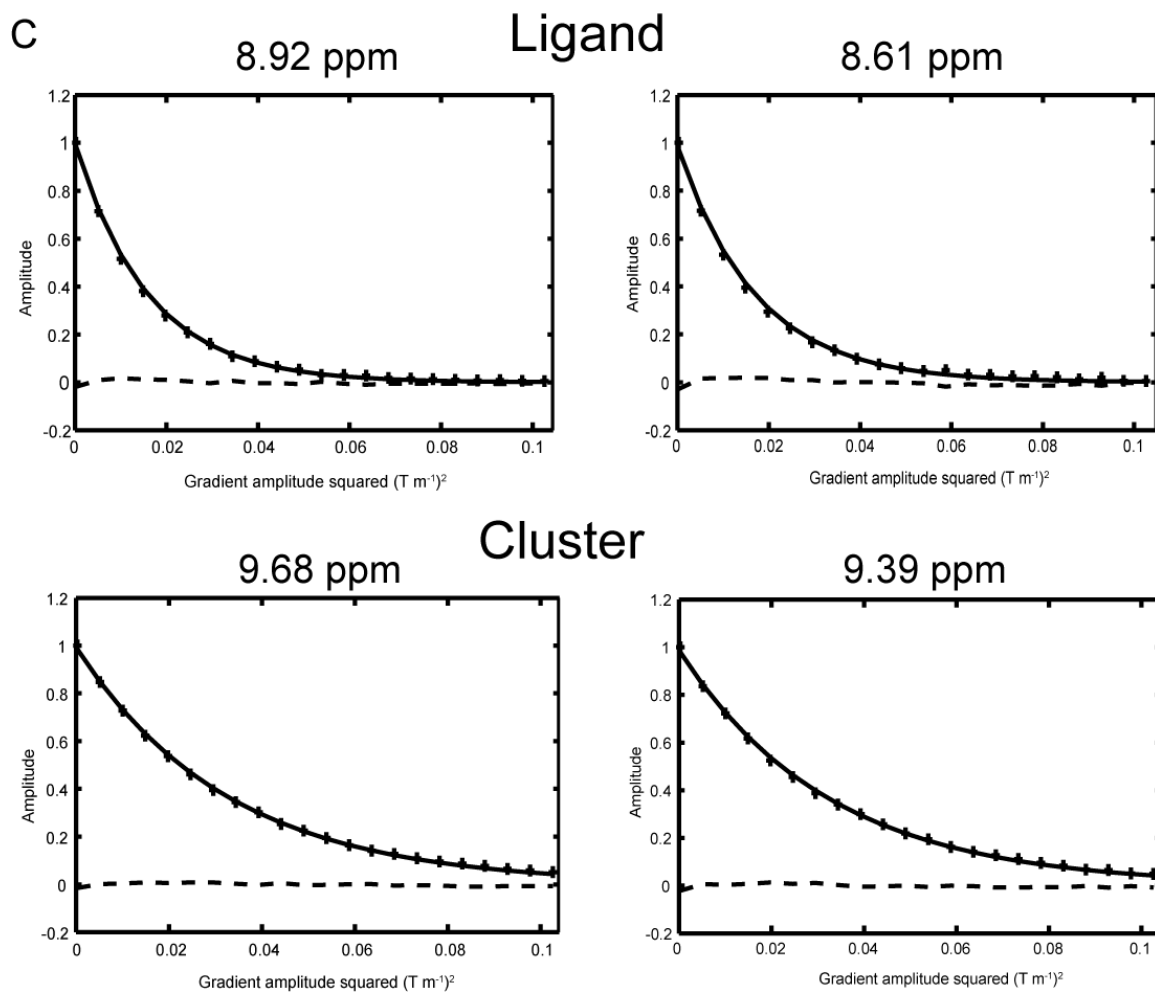 C
Ligand
8.92 ppm
8.61 ppm
1.2
1
0.8
0.6
0.4
0.2
0
-0.2
Amplitude
0 0.02 0.04 0.06 0.08 0.1
Gradient amplitude squared (T m⁻¹)²
1.2
1
0.8
0.6
0.4
0.2
0
-0.2
Amplitude
0 0.02 0.04 0.06 0.08 0.1
Gradient amplitude squared (T m⁻¹)²
Cluster
9.68 ppm
9.39 ppm
1.2
1
0.8
0.6
0.4
0.2
0
-0.2
Amplitude
0 0.02 0.04 0.06 0.08 0.1
Gradient amplitude squared (T m⁻¹)²
1.2
1
0.8
0.6
0.4
0.2
0
-0.2
Amplitude
0 0.02 0.04 0.06 0.08 0.1
Gradient amplitude squared (T m⁻¹)²